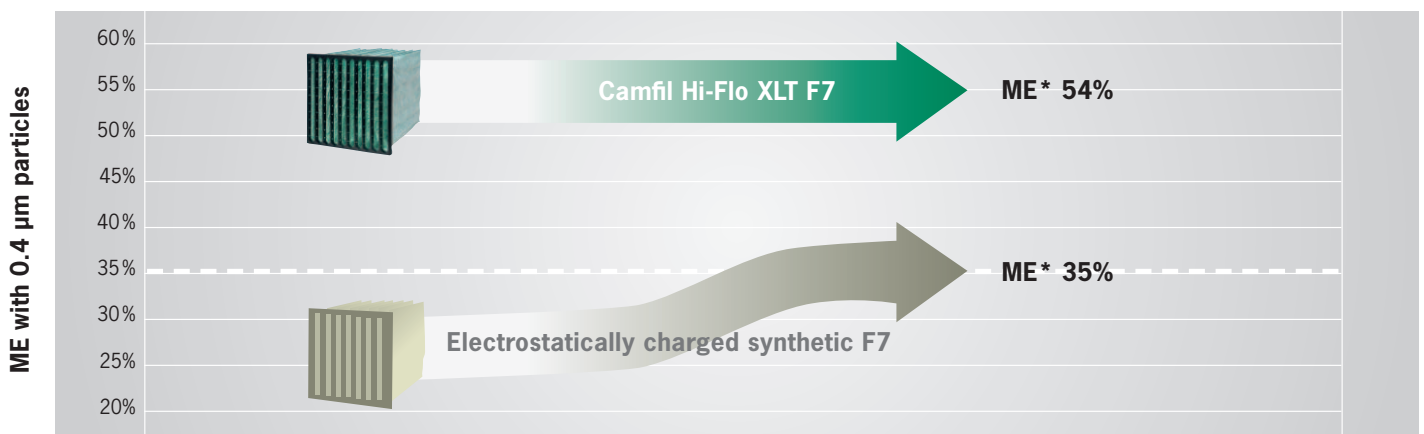 ME with 0.4 µm particles
60%
55%
50%
45%
40%
35%
30%
25%
20%
Camfil Hi-Flo XLT F7
ME* 54%
ME* 35%
Electrostatically charged synthetic F7